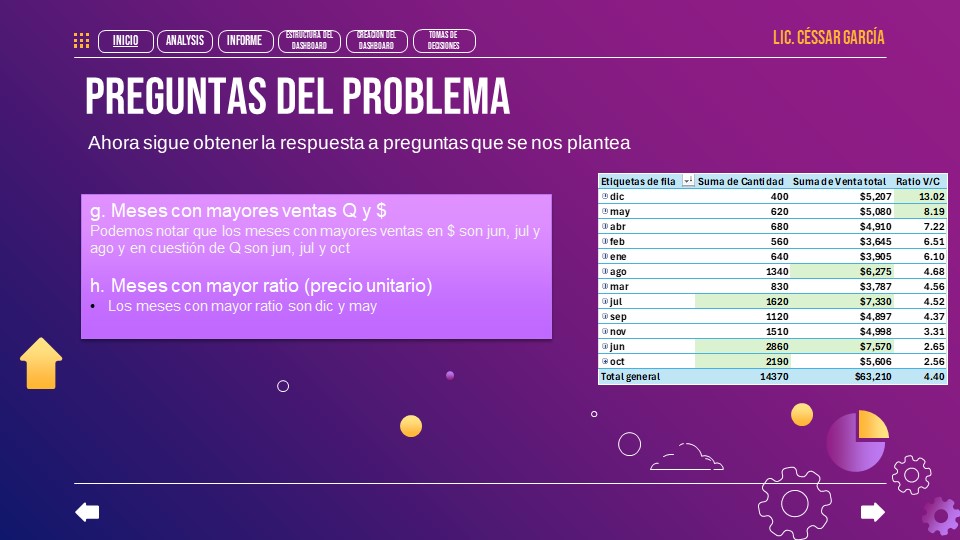 INICIO
ANALYSIS
INFORME
ESTRUCTURA DEL
DASHBOARD
CREACION DEL
DASHBOARD
TOMAS DE
DECISIONES
LIC. CÉSSAR GARCÍA
PREGUNTAS DEL PROBLEMA
Ahora sigue obtener la respuesta a preguntas que se nos plantea
g. Meses con mayores ventas Q y $
Podemos notar que los meses con mayores ventas en $ son jun, jul y
ago y en cuestión de Q son jun, jul y oct
h. Meses con mayor ratio (precio unitario)
• Los meses con mayor ratio son dic y may
Etiquetas de fila Suma de Cantidad Suma de Venta total Ratio V/C
dic 400 $5,207 13.02
may 620 $5,080 8.19
abr 680 $4,910 7.22
feb 560 $3,645 6.51
ene 640 $3,905 6.10
ago 1340 $6,275 4.68
mar 830 $3,787 4.56
jul 1620 $7,330 4.52
sep 1120 $4,897 4.37
nov 1510 $4,998 3.31
jun 2860 $7,570 2.65
oct 2190 $5,606 2.56
Total general 14370 $63,210 4.40